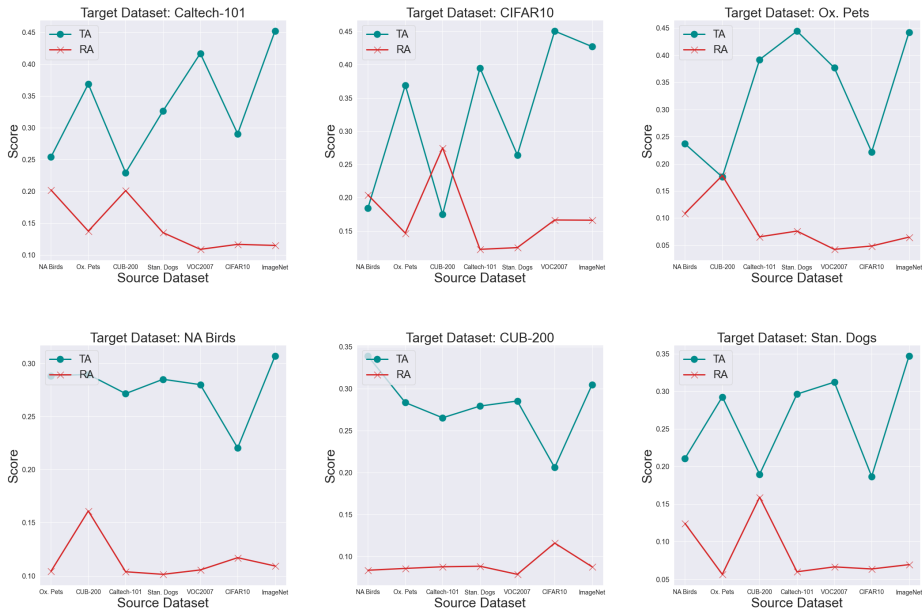 Target Dataset: Caltech-101
TA
RA
Score
0.45
0.40
0.35
0.30
0.25
0.20
0.15
0.10
NA Birds Ox. Pets CUB-200 Stan. Dogs VOC2007 CIFAR10 ImageNet
Source Dataset
Target Dataset: CIFAR10
TA
RA
Score
0.45
0.40
0.35
0.30
0.25
0.20
0.15
NA Birds Ox. Pets CUB-200 Caltech-101 Stan. Dogs VOC2007 ImageNet
Source Dataset
Target Dataset: Ox. Pets
TA
RA
Score
0.45
0.40
0.35
0.30
0.25
0.20
0.15
0.10
0.05
NA Birds CUB-200 Caltech-101 Stan. Dogs VOC2007 CIFAR10 ImageNet
Source Dataset
Target Dataset: NA Birds
TA
RA
Score
0.30
0.25
0.20
0.15
0.10
Ox. Pets CUB-200 Caltech-101 Stan. Dogs VOC2007 CIFAR10 ImageNet
Source Dataset
Target Dataset: CUB-200
TA
RA
Score
0.35
0.30
0.25
0.20
0.15
0.10
NA Birds Ox. Pets Caltech-101 Stan. Dogs VOC2007 CIFAR10 ImageNet
Source Dataset
Target Dataset: Stan. Dogs
TA
RA
Score
0.35
0.30
0.25
0.20
0.15
0.10
0.05
NA Birds Ox. Pets CUB-200 Caltech-101 VOC2007 CIFAR10 ImageNet
Source Dataset